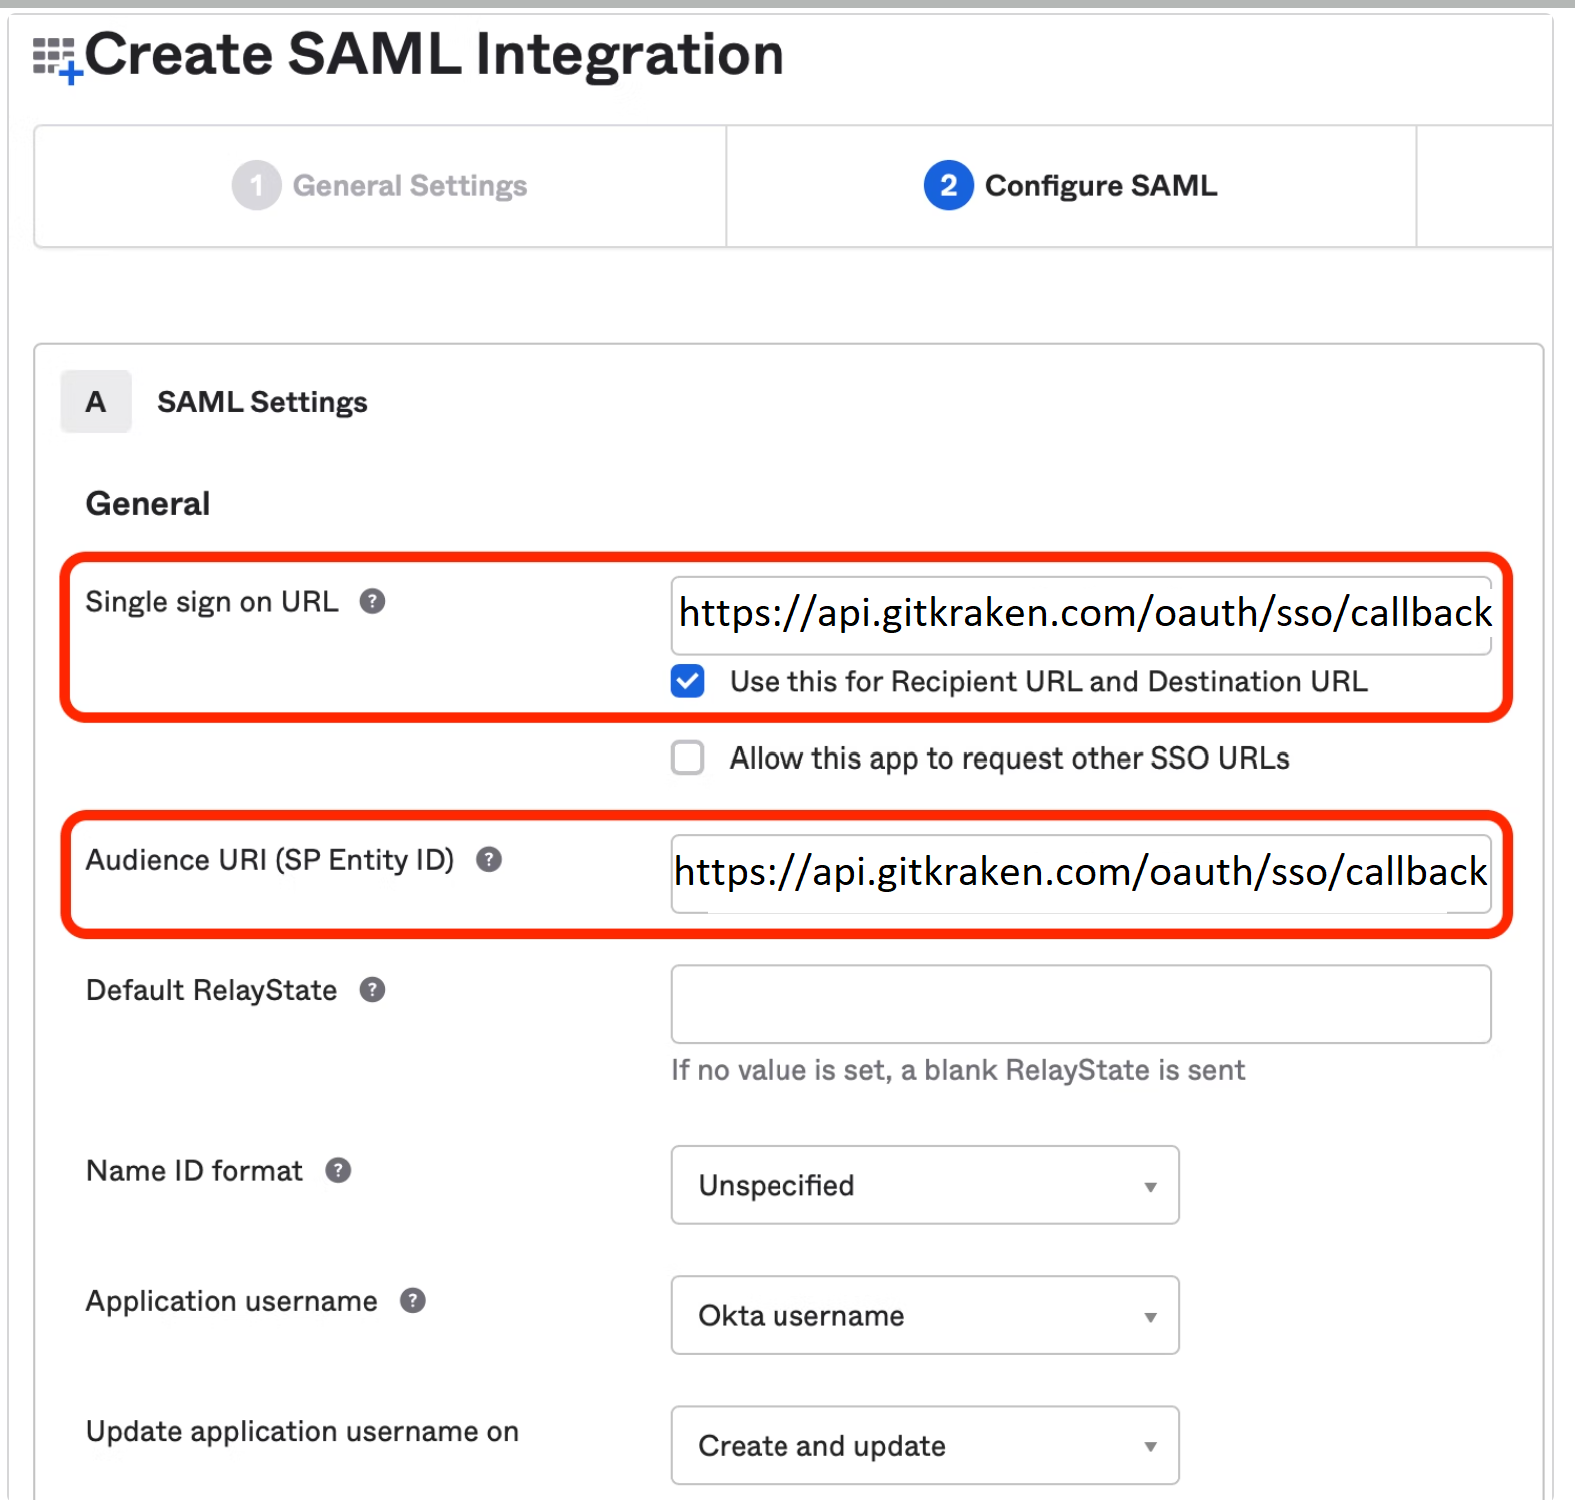 Create SAML Integration
1 General Settings
2 Configure SAML
A SAML Settings
General
Single sign on URL ?
https://api.gitkraken.com/oauth/sso/callback
Use this for Recipient URL and Destination URL
Allow this app to request other SSO URLs
Audience URI (SP Entity ID) ?
https://api.gitkraken.com/oauth/sso/callback
Default RelayState ?
If no value is set, a blank RelayState is sent
Name ID format ?
Unspecified
Application username ?
Okta username
Update application username on
Create and update